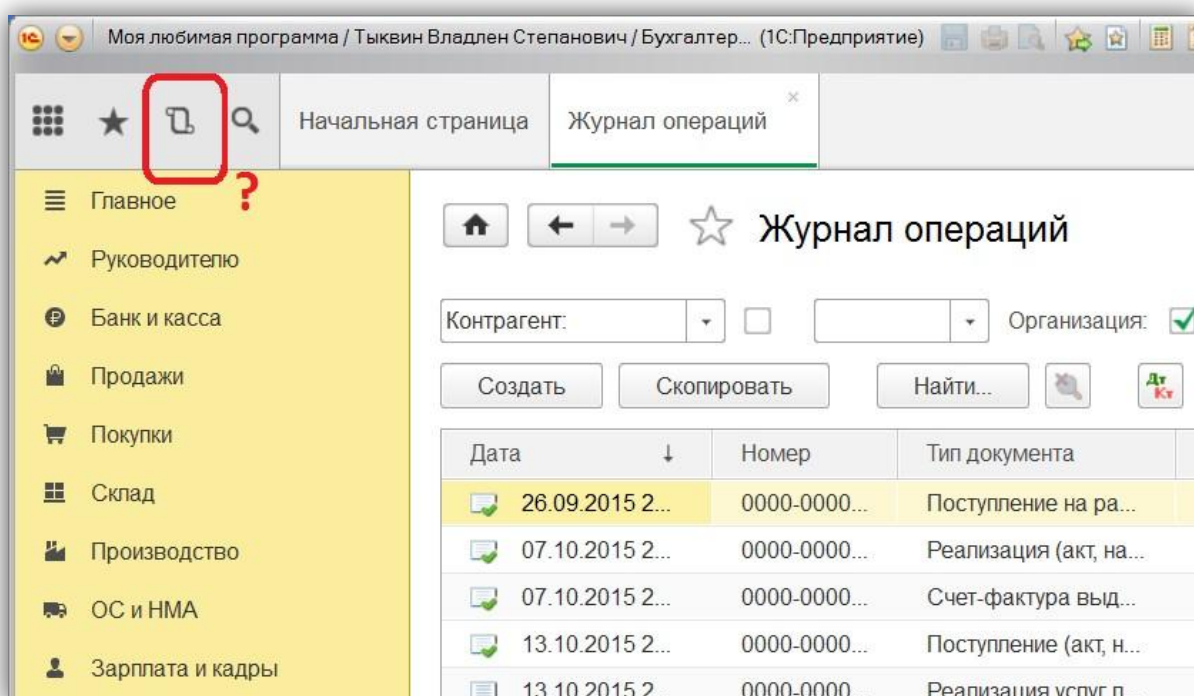 1С Моя любимая программа / Тыквин Владлен Степанович / Бухгалтер... (1С:Предприятие)
Начальная страница
Журнал операций
?
Главное
Руководителю
Банк и касса
Продажи
Покупки
Склад
Производство
ОС и НМА
Зарплата и кадры
Журнал операций
Контрагент: Организация:
Создать Скопировать Найти... Дт Кт
Дата Номер Тип документа
26.09.2015 2... 0000-0000... Поступление на ра...
07.10.2015 2... 0000-0000... Реализация (акт, на...
07.10.2015 2... 0000-0000... Счет-фактура выд...
13.10.2015 2... 0000-0000... Поступление (акт, н...
13.10.2015 2... 0000-0000... Реализация услуг п...